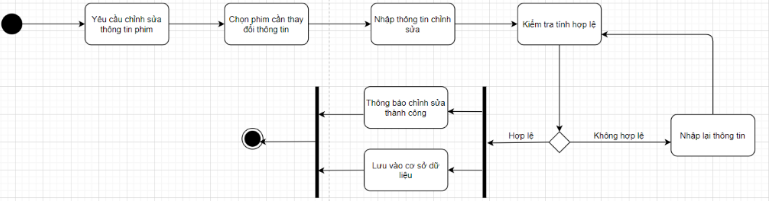 Yêu cầu chỉnh sửa
thông tin phim
Chọn phim cần thay
đổi thông tin
Nhập thông tin chỉnh
sửa
Kiểm tra tính hợp lệ
Thông báo chỉnh sửa
thành công
Hợp lệ
Không hợp lệ
Nhập lại thông tin
Lưu vào cơ sở dữ
liệu